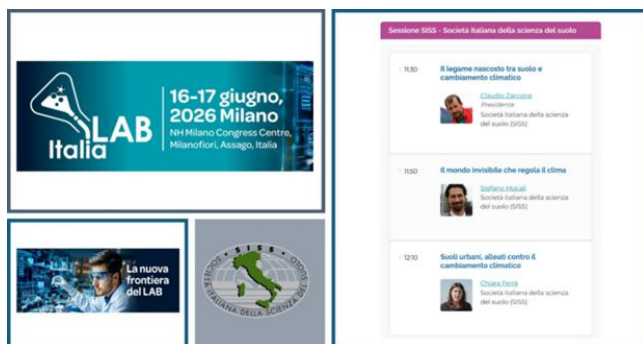 LAB
Italia
16-17 giugno,
2026 Milano
NH Milano Congress Centre,
Milanofiori, Assago, Italia
La nuova
frontiera
del LAB
SISS
SOCIETÀ ITALIANA DELLA SCIENZA DEL SUOLO
Sessione SISS - Società italiana della scienza del suolo
11:30
Il legame nascosto tra suolo e
cambiamento climatico
Claudio Zaccone
Presidente
Società italiana della scienza
del suolo (SISS)
11:50
Il mondo invisibile che regola il clima
Stefano Mocali
Società italiana della scienza
del suolo (SISS)
12:10
Suoli urbani, alleati contro il
cambiamento climatico
Chiara Ferré
Società italiana della scienza
del suolo (SISS)